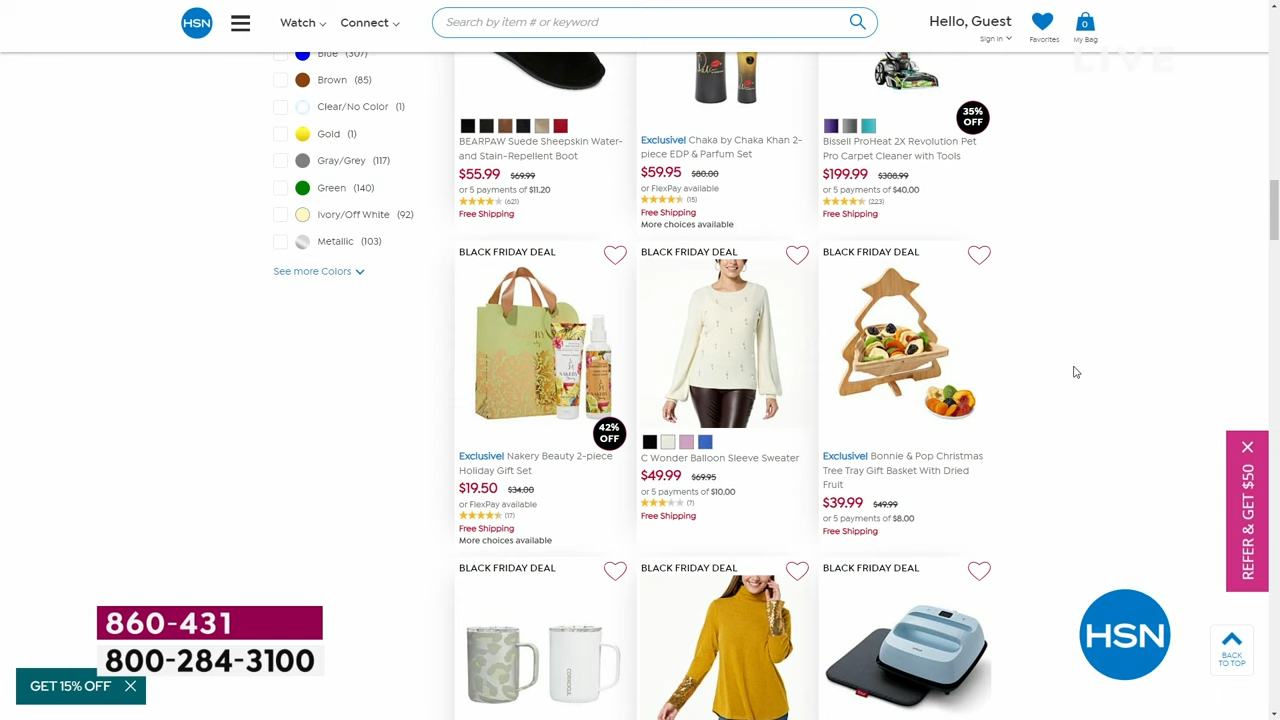 HSN
Watch
Connect
Search by item # or keyword
Hello, Guest
Sign In
Favorites
0
My Bag
LIVE
Blue (307)
Brown (85)
Clear/No Color (1)
Gold (1)
Gray/Grey (117)
Green (140)
Ivory/Off White (92)
Metallic (103)
See more Colors
BEARPAW Suede Sheepskin Water-
and Stain-Repellent Boot
$55.99 $69.99
or 5 payments of $11.20
(621)
Free Shipping
Exclusive! Chaka by Chaka Khan 2-
piece EDP & Parfum Set
$59.95 $80.00
or FlexPay available
(15)
Free Shipping
More choices available
35%
OFF
Bissell ProHeat 2X Revolution Pet
Pro Carpet Cleaner with Tools
$199.99 $308.99
or 5 payments of $40.00
(223)
Free Shipping
BLACK FRIDAY DEAL
NAKERY
42%
OFF
Exclusive! Nakery Beauty 2-piece
Holiday Gift Set
$19.50 $34.00
or FlexPay available
(17)
Free Shipping
More choices available
BLACK FRIDAY DEAL
C Wonder Balloon Sleeve Sweater
$49.99 $69.95
or 5 payments of $10.00
(7)
Free Shipping
BLACK FRIDAY DEAL
Exclusive! Bonnie & Pop Christmas
Tree Tray Gift Basket With Dried
Fruit
$39.99 $49.99
or 5 payments of $8.00
Free Shipping
BLACK FRIDAY DEAL
CORKCICLE
BLACK FRIDAY DEAL
BLACK FRIDAY DEAL
REFER & GET $50
860-431
800-284-3100
GET 15% OFF
HSN
BACK
TO TOP